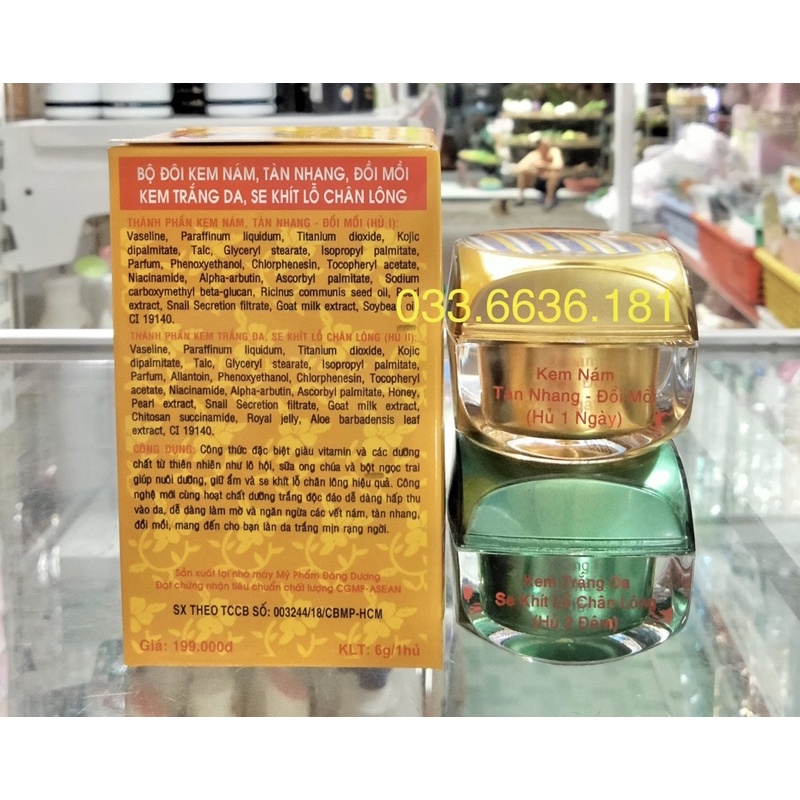 BỘ ĐÔI KEM NÁM, TÀN NHANG, ĐỒI MỒI
KEM TRẮNG DA, SE KHÍT LỖ CHÂN LÔNG
THÀNH PHẦN KEM NÁM, TÀN NHANG - ĐỒI MỒI (HỦ I):
Vaseline, Paraffinum liquidum, Titanium dioxide, Kojic
dipalmitate, Talc, Glyceryl stearate, Isopropyl palmitate,
Parfum, Phenoxyethanol, Chlorphenesin, Tocopheryl acetate,
Niacinamide, Alpha-arbutin, Ascorbyl palmitate, Sodium
carboxymethyl beta-glucan, Ricinus communis seed oil, Pearl
extract, Snail Secretion filtrate, Goat milk extract, Soybea oil,
CI 19140.
THÀNH PHẦN KEM TRẮNG DA, SE KHÍT LỖ CHÂN LÔNG (HỦ II):
Vaseline, Paraffinum liquidum, Titanium dioxide, Kojic
dipalmitate, Talc, Glyceryl stearate, Isopropyl palmitate,
Parfum, Allantoin, Phenoxyethanol, Chlorphenesin, Tocopheryl
acetate, Niacinamide, Alpha-arbutin, Ascorbyl palmitate, Honey,
Pearl extract, Snail Secretion filtrate, Goat milk extract,
Chitosan succinamide, Royal jelly, Aloe barbadensis leaf
extract, CI 19140.
CÔNG DỤNG: Công thức đặc biệt giàu vitamin và các dưỡng
chất từ thiên nhiên như lô hội, sữa ong chúa và bột ngọc trai
giúp nuôi dưỡng, giữ ẩm và se khít lỗ chân lông hiệu quả. Công
nghệ mới cùng hoạt chất dưỡng trắng độc đáo dễ dàng hấp thu
vào da, dễ dàng làm mờ và ngăn ngừa các vết nám, tàn nhang,
đồi mồi, mang đến cho bạn làn da trắng mịn rạng ngời.
Sản xuất tại nhà máy Mỹ Phẩm Đăng Dương
Đạt chứng nhận tiêu chuẩn chất lượng CGMP-ASEAN
SX THEO TCCB SỐ: 003244/18/CBMP-HCM
Giá: 199.000đ KLT: 6g/1hủ
033.6636.181
Kem Nám
Tàn Nhang - Đồi Mồi
(Hủ 1 Ngày)
Kem Trắng Da
Se Khít Lỗ Chân Lông
(Hủ 2 Đêm)